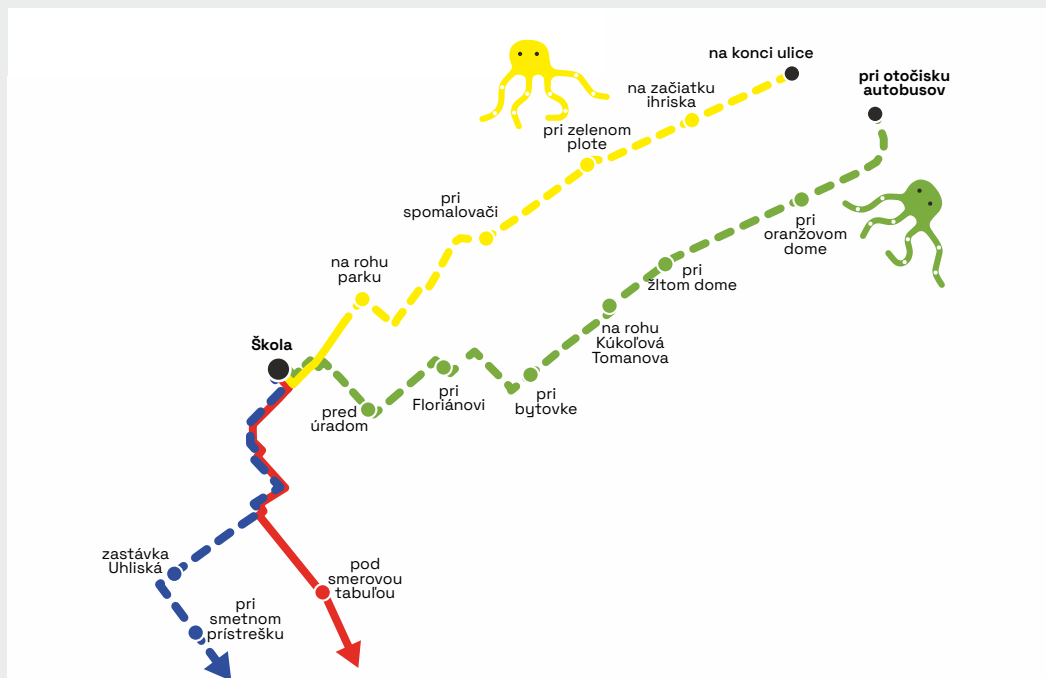 na konci ulice
pri otočisku
autobusov
na začiatku
ihriska
pri zelenom
plote
pri
spomalovači
pri
oranžovom
dome
na rohu
parku
pri
žltom dome
na rohu
Kúkoľová
Tomanova
Škola
pri
Floriánovi
pri
bytovke
pred
úradom
zastávka
Uhliská
pod
smerovou
tabuľou
pri
smetnom
prístrešku